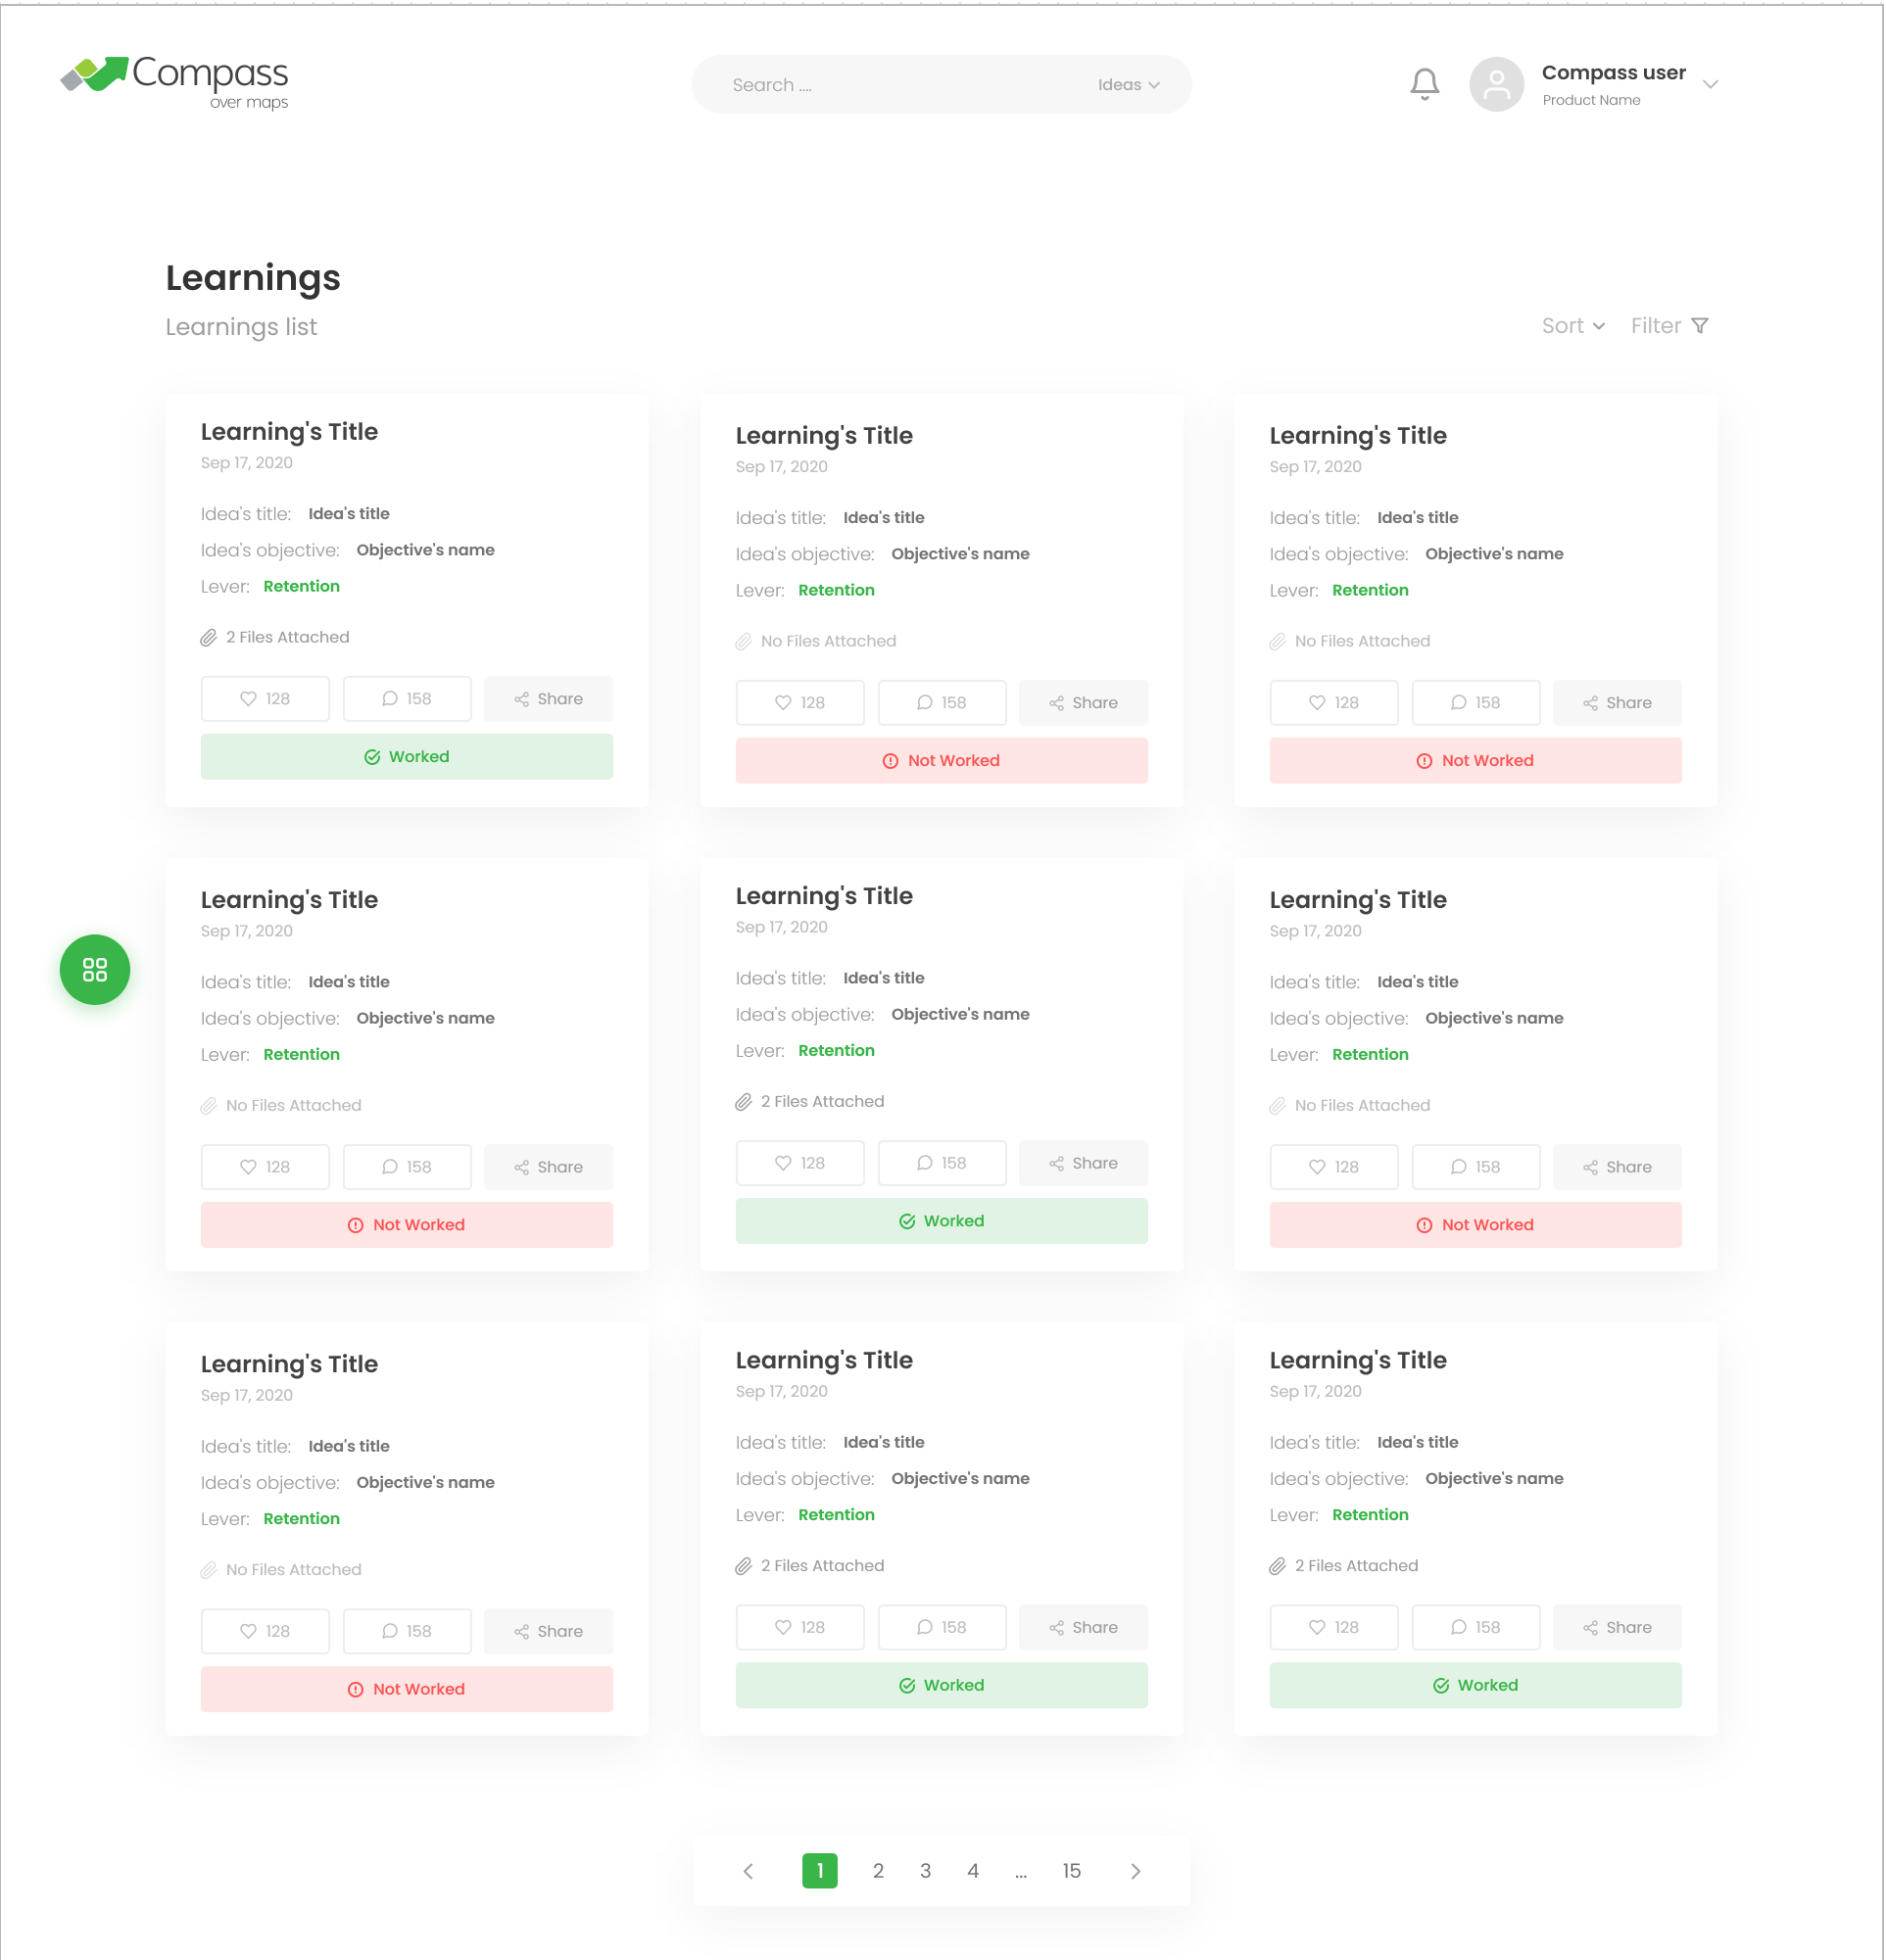 Compass
over maps
Search ....
Ideas
Compass user
Product Name
Learnings
Learnings list
Sort
Filter
Learning's Title
Sep 17, 2020
Idea's title: Idea's title
Idea's objective: Objective's name
Lever: Retention
2 Files Attached
128
158
Share
Worked
Learning's Title
Sep 17, 2020
Idea's title: Idea's title
Idea's objective: Objective's name
Lever: Retention
No Files Attached
128
158
Share
Not Worked
Learning's Title
Sep 17, 2020
Idea's title: Idea's title
Idea's objective: Objective's name
Lever: Retention
No Files Attached
128
158
Share
Not Worked
Learning's Title
Sep 17, 2020
Idea's title: Idea's title
Idea's objective: Objective's name
Lever: Retention
No Files Attached
128
158
Share
Not Worked
Learning's Title
Sep 17, 2020
Idea's title: Idea's title
Idea's objective: Objective's name
Lever: Retention
2 Files Attached
128
158
Share
Worked
Learning's Title
Sep 17, 2020
Idea's title: Idea's title
Idea's objective: Objective's name
Lever: Retention
No Files Attached
128
158
Share
Not Worked
Learning's Title
Sep 17, 2020
Idea's title: Idea's title
Idea's objective: Objective's name
Lever: Retention
No Files Attached
128
158
Share
Not Worked
Learning's Title
Sep 17, 2020
Idea's title: Idea's title
Idea's objective: Objective's name
Lever: Retention
2 Files Attached
128
158
Share
Worked
Learning's Title
Sep 17, 2020
Idea's title: Idea's title
Idea's objective: Objective's name
Lever: Retention
2 Files Attached
128
158
Share
Worked
1 2 3 4 ... 15